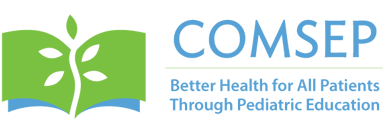 COMSEP
Better Health for All Patients
Through Pediatric Education